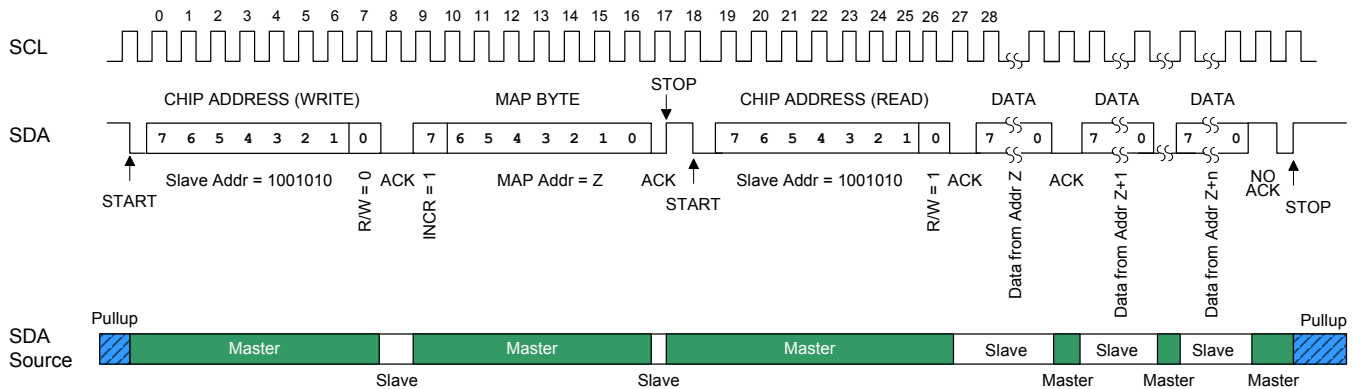 0 1 2 3 4 5 6 7 8 9 10 11 12 13 14 15 16 17 18 19 20 21 22 23 24 25 26 27 28
SCL
STOP
CHIP ADDRESS (WRITE) MAP BYTE CHIP ADDRESS (READ) DATA DATA DATA
SDA 7 6 5 4 3 2 1 0 7 6 5 4 3 2 1 0 7 6 5 4 3 2 1 0 7 0 7 0 7 0
Slave Addr = 1001010 R/W = 0 ACK INCR = 1 MAP Addr = Z ACK Slave Addr = 1001010 R/W = 1 ACK Data from Addr Z ACK Data from Addr Z+1 Data from Addr Z+n NO ACK
START START STOP
Pullup Pullup
SDA Source Master Master Master Slave Slave Slave
Slave Slave Master Master Master